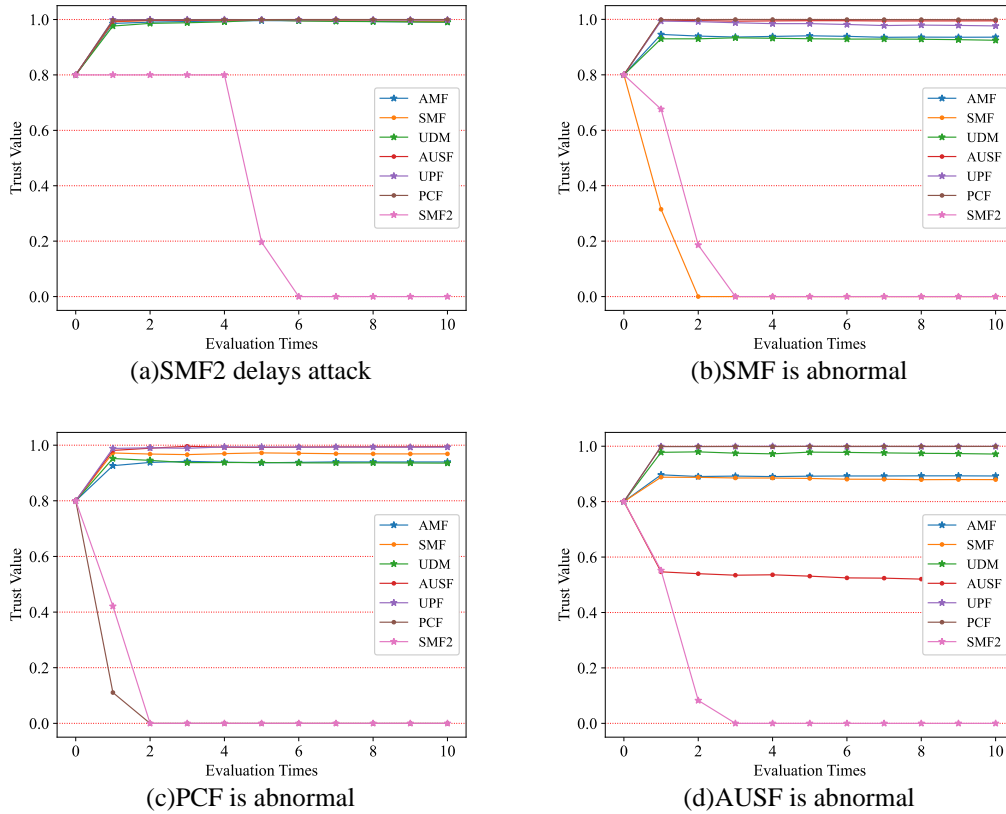 1.0
0.8
0.6
0.4
0.2
0.0
Trust Value
AMF
SMF
UDM
AUSF
UPF
PCF
SMF2
0 2 4 6 8 10
Evaluation Times
(a)SMF2 delays attack
1.0
0.8
0.6
0.4
0.2
0.0
Trust Value
AMF
SMF
UDM
AUSF
UPF
PCF
SMF2
0 2 4 6 8 10
Evaluation Times
(b)SMF is abnormal
1.0
0.8
0.6
0.4
0.2
0.0
Trust Value
AMF
SMF
UDM
AUSF
UPF
PCF
SMF2
0 2 4 6 8 10
Evaluation Times
(c)PCF is abnormal
1.0
0.8
0.6
0.4
0.2
0.0
Trust Value
AMF
SMF
UDM
AUSF
UPF
PCF
SMF2
0 2 4 6 8 10
Evaluation Times
(d)AUSF is abnormal